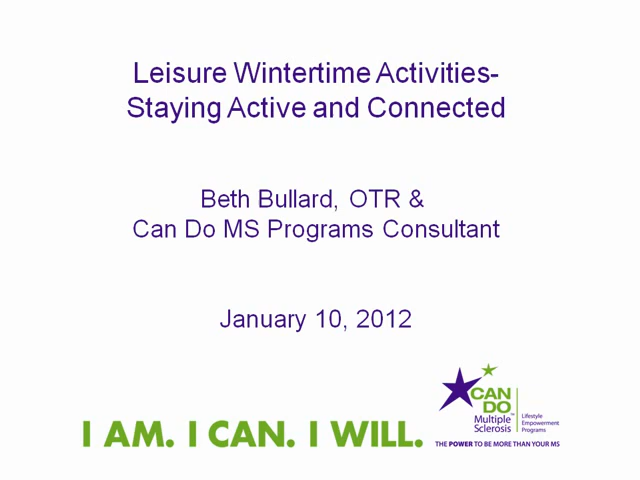 Leisure Wintertime Activities-
Staying Active and Connected
Beth Bullard, OTR &
Can Do MS Programs Consultant
January 10, 2012
I AM. I CAN. I WILL.
CAN
DO
Multiple
Sclerosis™
Lifestyle
Empowerment
Programs
THE POWER TO BE MORE THAN YOUR MS